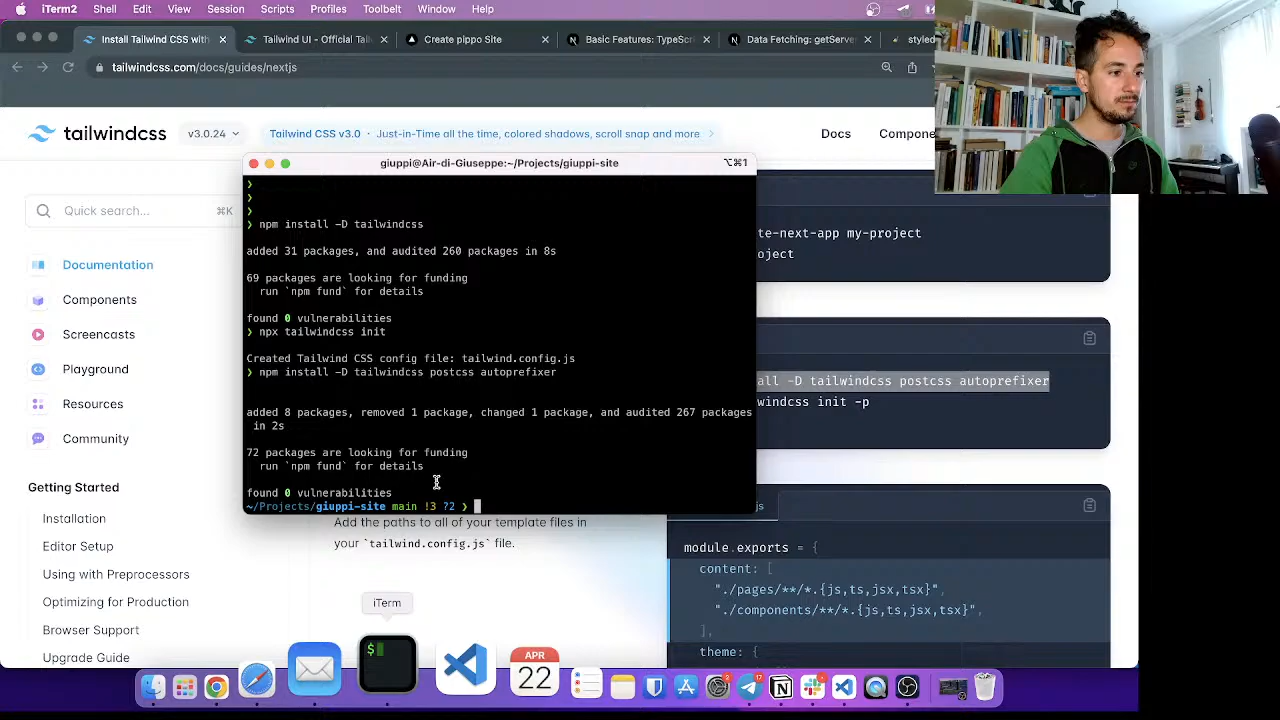 iTerm2 Shell Edit View Session Scripts Profiles Toolbelt Window Help
Install Tailwind CSS with
Tailwind UI - Official Tail
Create pippo Site
Basic Features: TypeScri
Data Fetching: getServer
tailwindcss.com/docs/guides/nextjs
tailwindcss
v3.0.24
Tailwind CSS v3.0 · Just-in-Time all the time, colored shadows, scroll snap and more
Docs
Compone
Quick search...
⌘K
Documentation
Components
Screencasts
Playground
Resources
Community
Getting Started
Installation
Editor Setup
Using with Preprocessors
Optimizing for Production
Browser Support
Upgrade Guide
giuppi@Air-di-Giuseppe:~/Projects/giuppi-site
⌥⌘1
❯
❯
❯
❯ npm install -D tailwindcss
added 31 packages, and audited 260 packages in 8s
69 packages are looking for funding
run `npm fund` for details
found 0 vulnerabilities
❯ npx tailwindcss init
Created Tailwind CSS config file: tailwind.config.js
❯ npm install -D tailwindcss postcss autoprefixer
added 8 packages, removed 1 package, changed 1 package, and audited 267 packages
in 2s
72 packages are looking for funding
run `npm fund` for details
found 0 vulnerabilities
~/Projects/giuppi-site main !3 ?2 ❯
te-next-app my-project
oject
all -D tailwindcss postcss autoprefixer
windcss init -p
Add the paths to all of your template files in
your `tailwind.config.js` file.
js
module.exports = {
content: [
"./pages/**/*.{js,ts,jsx,tsx}",
"./components/**/*.{js,ts,jsx,tsx}",
],
theme: {
iTerm
$
APR
22